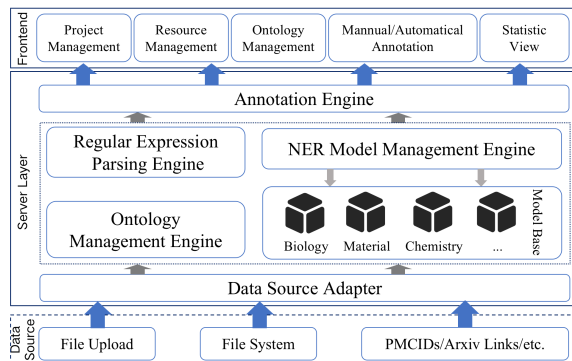 Frontend
Project
Management
Resource
Management
Ontology
Management
Mannual/Automatical
Annotation
Statistic
View
Server Layer
Annotation Engine
Regular Expression
Parsing Engine
NER Model Management Engine
Ontology
Management Engine
Biology
Material
Chemistry
...
Model Base
Data Source Adapter
Data
Source
File Upload
File System
PMCIDs/Arxiv Links/etc.